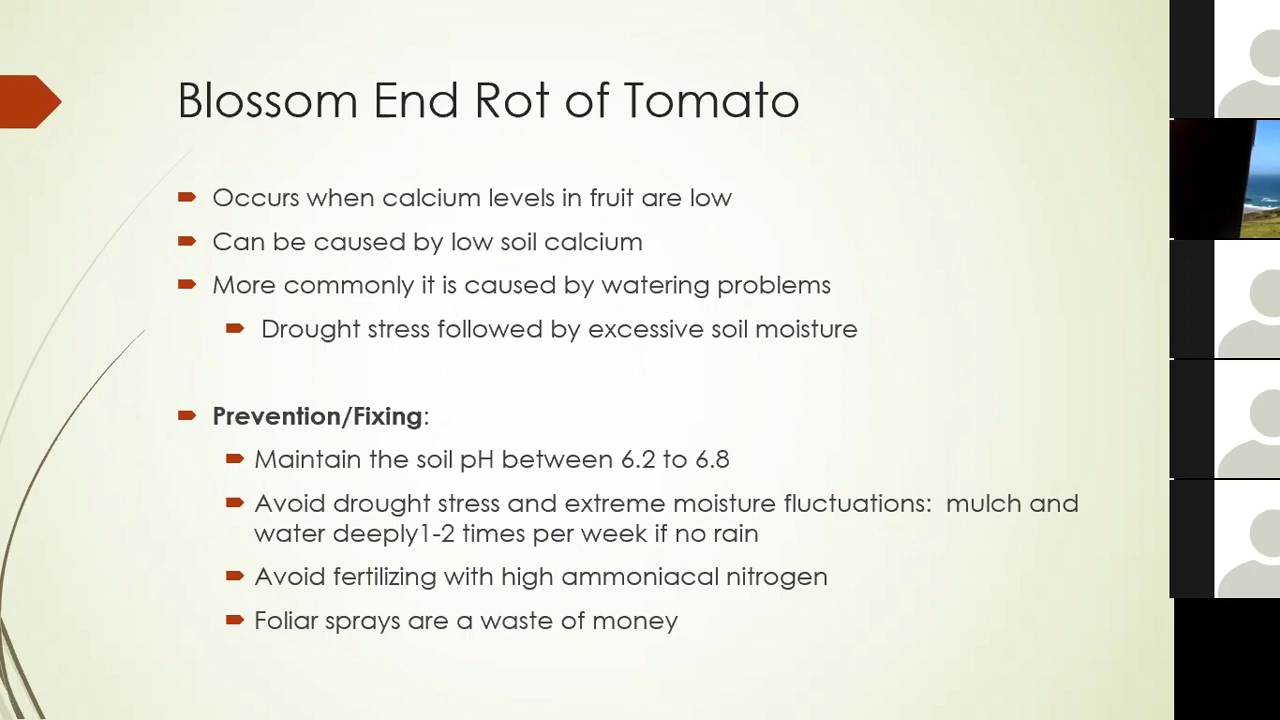 Blossom End Rot of Tomato
Occurs when calcium levels in fruit are low
Can be caused by low soil calcium
More commonly it is caused by watering problems
Drought stress followed by excessive soil moisture
Prevention/Fixing:
Maintain the soil pH between 6.2 to 6.8
Avoid drought stress and extreme moisture fluctuations:  mulch and
water deeply1-2 times per week if no rain
Avoid fertilizing with high ammoniacal nitrogen
Foliar sprays are a waste of money